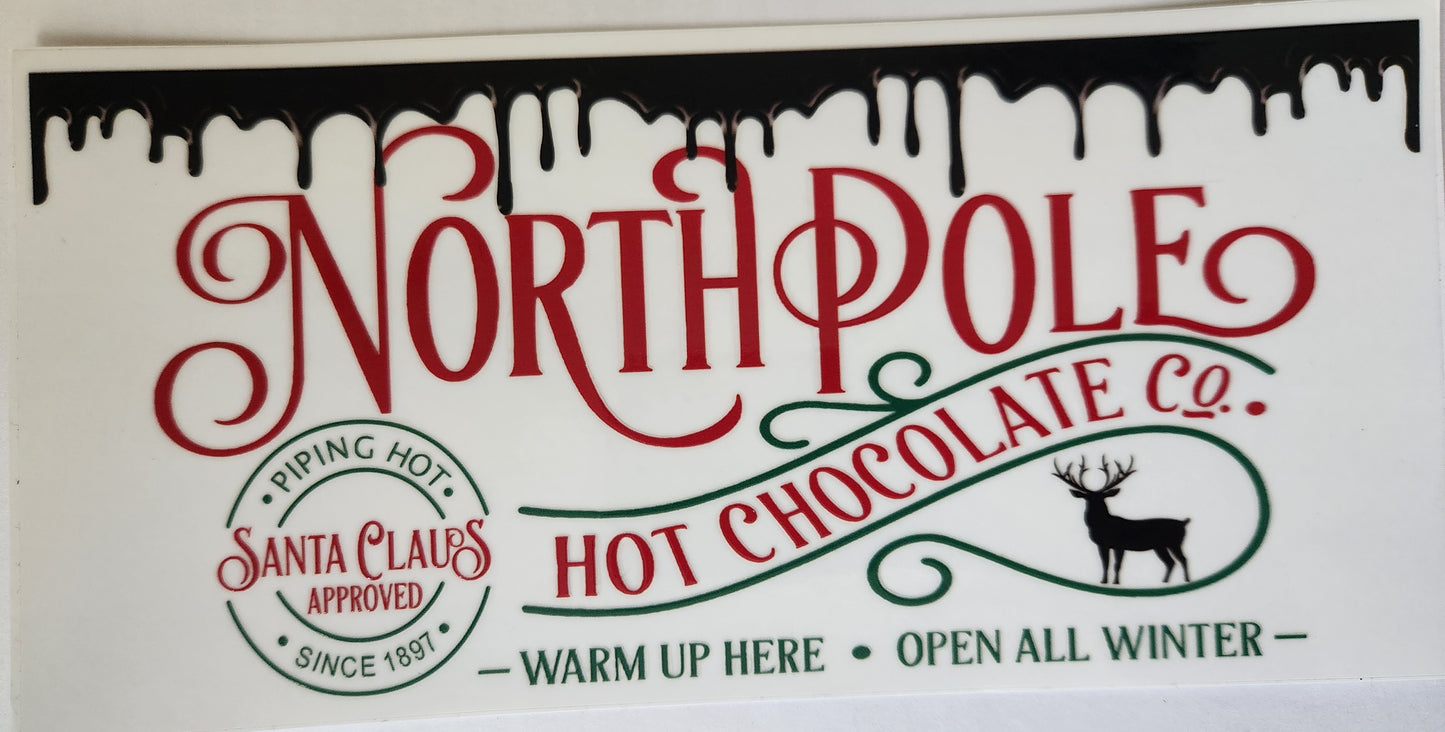 NORTH POLE
HOT CHOCOLATE CO.
• PIPING HOT •
SANTA CLAUS
APPROVED
• SINCE 1897 •
— WARM UP HERE • OPEN ALL WINTER —